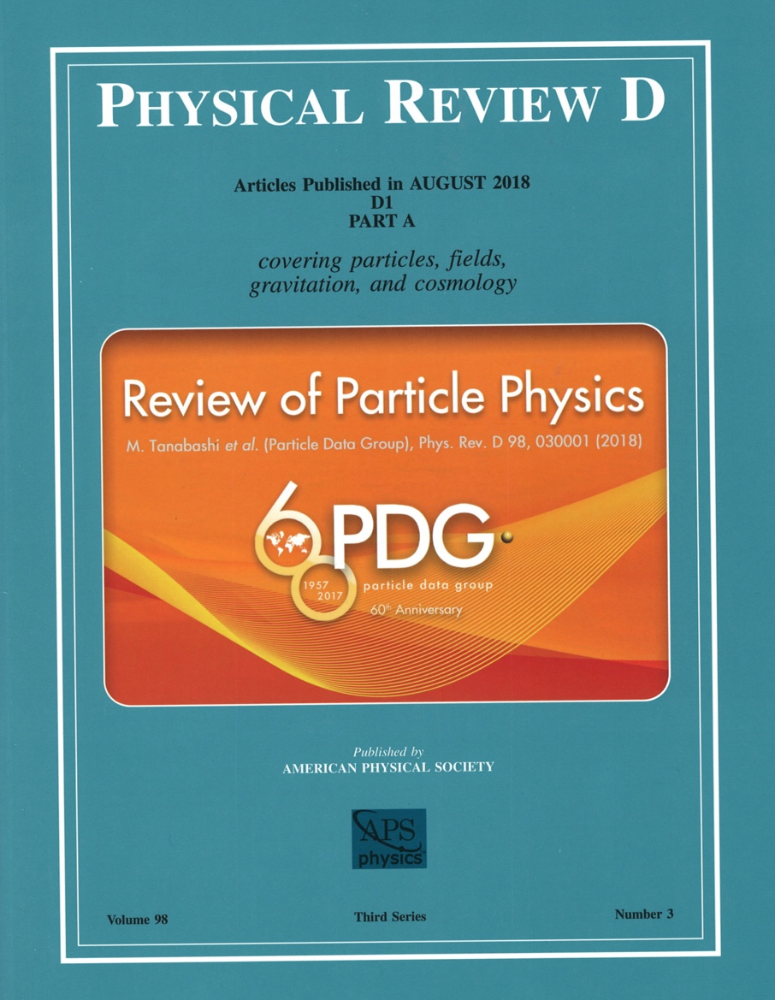 PHYSICAL REVIEW D
Articles Published in AUGUST 2018
D1
PART A
covering particles, fields,
gravitation, and cosmology
Review of Particle Physics
M. Tanabashi et al. (Particle Data Group), Phys. Rev. D 98, 030001 (2018)
60 PDG
1957
2017
particle data group
60th Anniversary
Published by
AMERICAN PHYSICAL SOCIETY
APS
physics
Volume 98
Third Series
Number 3